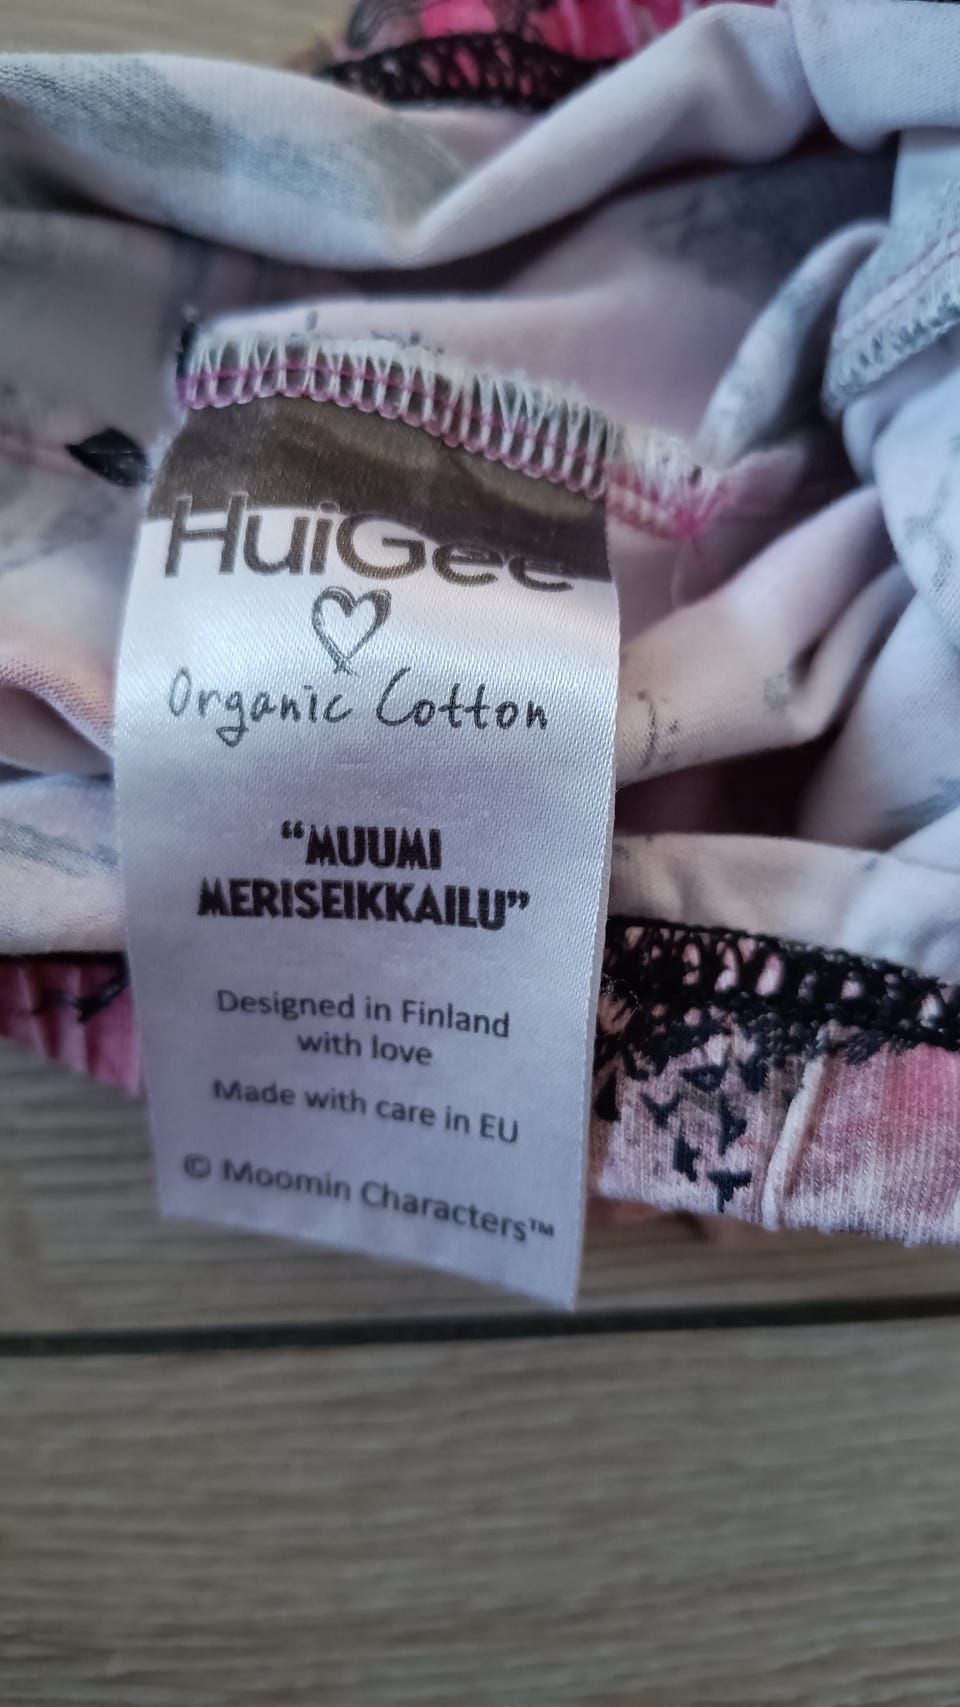 HuiGee
Organic Cotton
“MUUMI
MERISEIKKAILU”
Designed in Finland
with love
Made with care in EU
© Moomin Characters™